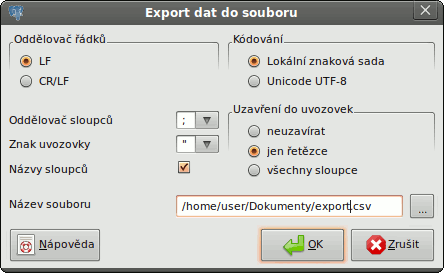 Export dat do souboru
Oddělovač řádků
LF
CR/LF
Kódování
Lokální znaková sada
Unicode UTF-8
Oddělovač sloupců ;
Znak uvozovky "
Názvy sloupců
Uzavření do uvozovek
neuzavírat
jen řetězce
všechny sloupce
Název souboru /home/user/Dokumenty/export.csv ...
Nápověda OK Zrušit